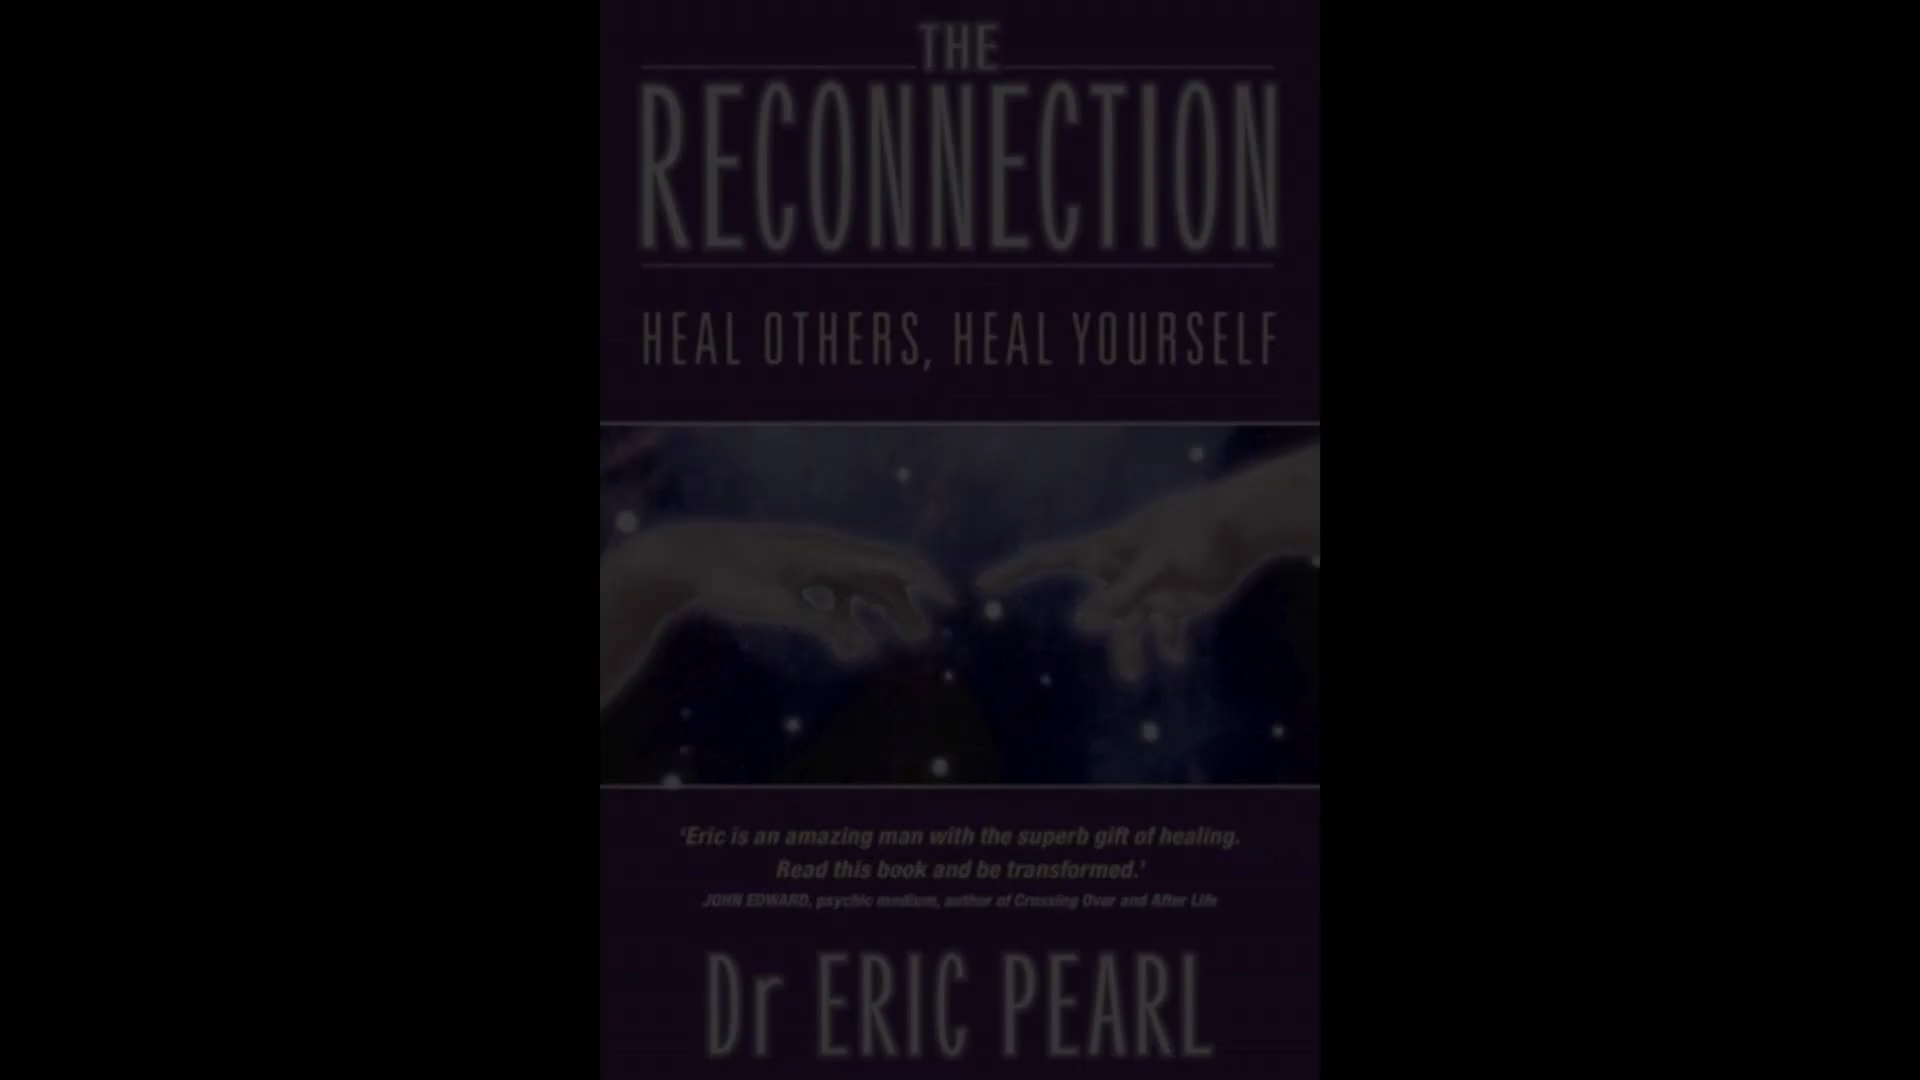 THE
RECONNECTION
HEAL OTHERS, HEAL YOURSELF
'Eric is an amazing man with the superb gift of healing.
Read this book and be transformed.'
JOHN EDWARD, psychic medium, author of Crossing Over and After Life
Dr ERIC PEARL